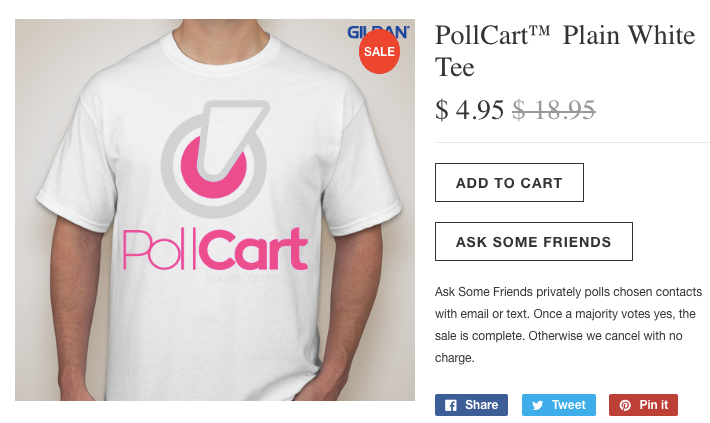 GILDAN
SALE
PollCart
PollCart™ Plain White
Tee
$ 4.95 $ 18.95
ADD TO CART
ASK SOME FRIENDS
Ask Some Friends privately polls chosen contacts
with email or text. Once a majority votes yes, the
sale is complete. Otherwise we cancel with no
charge.
Share Tweet Pin it